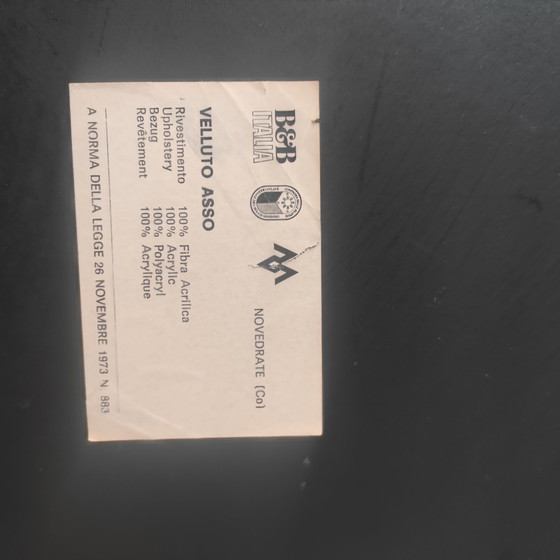 B&B
ITALIA
NOVEDRATE (Co)
VELLUTO ASSO
Rivestimento 100% Fibra Acrilica
Upholstery 100% Acrylic
Bezug 100% Polyacryl
Revêtement 100% Acrylique
A NORMA DELLA LEGGE 26 NOVEMBRE 1973 N. 883